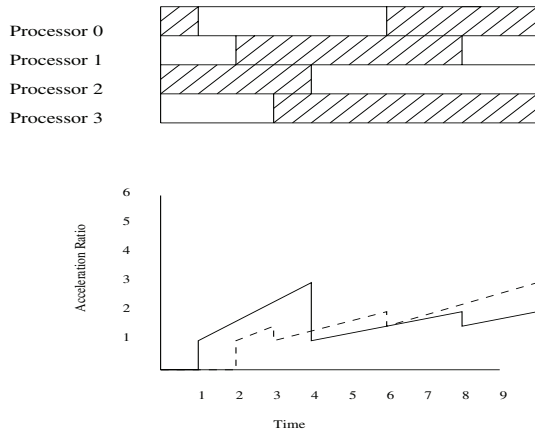 Processor 0
Processor 1
Processor 2
Processor 3
6
5
4
3
2
1
Acceleration Ratio
1 2 3 4 5 6 7 8 9
Time